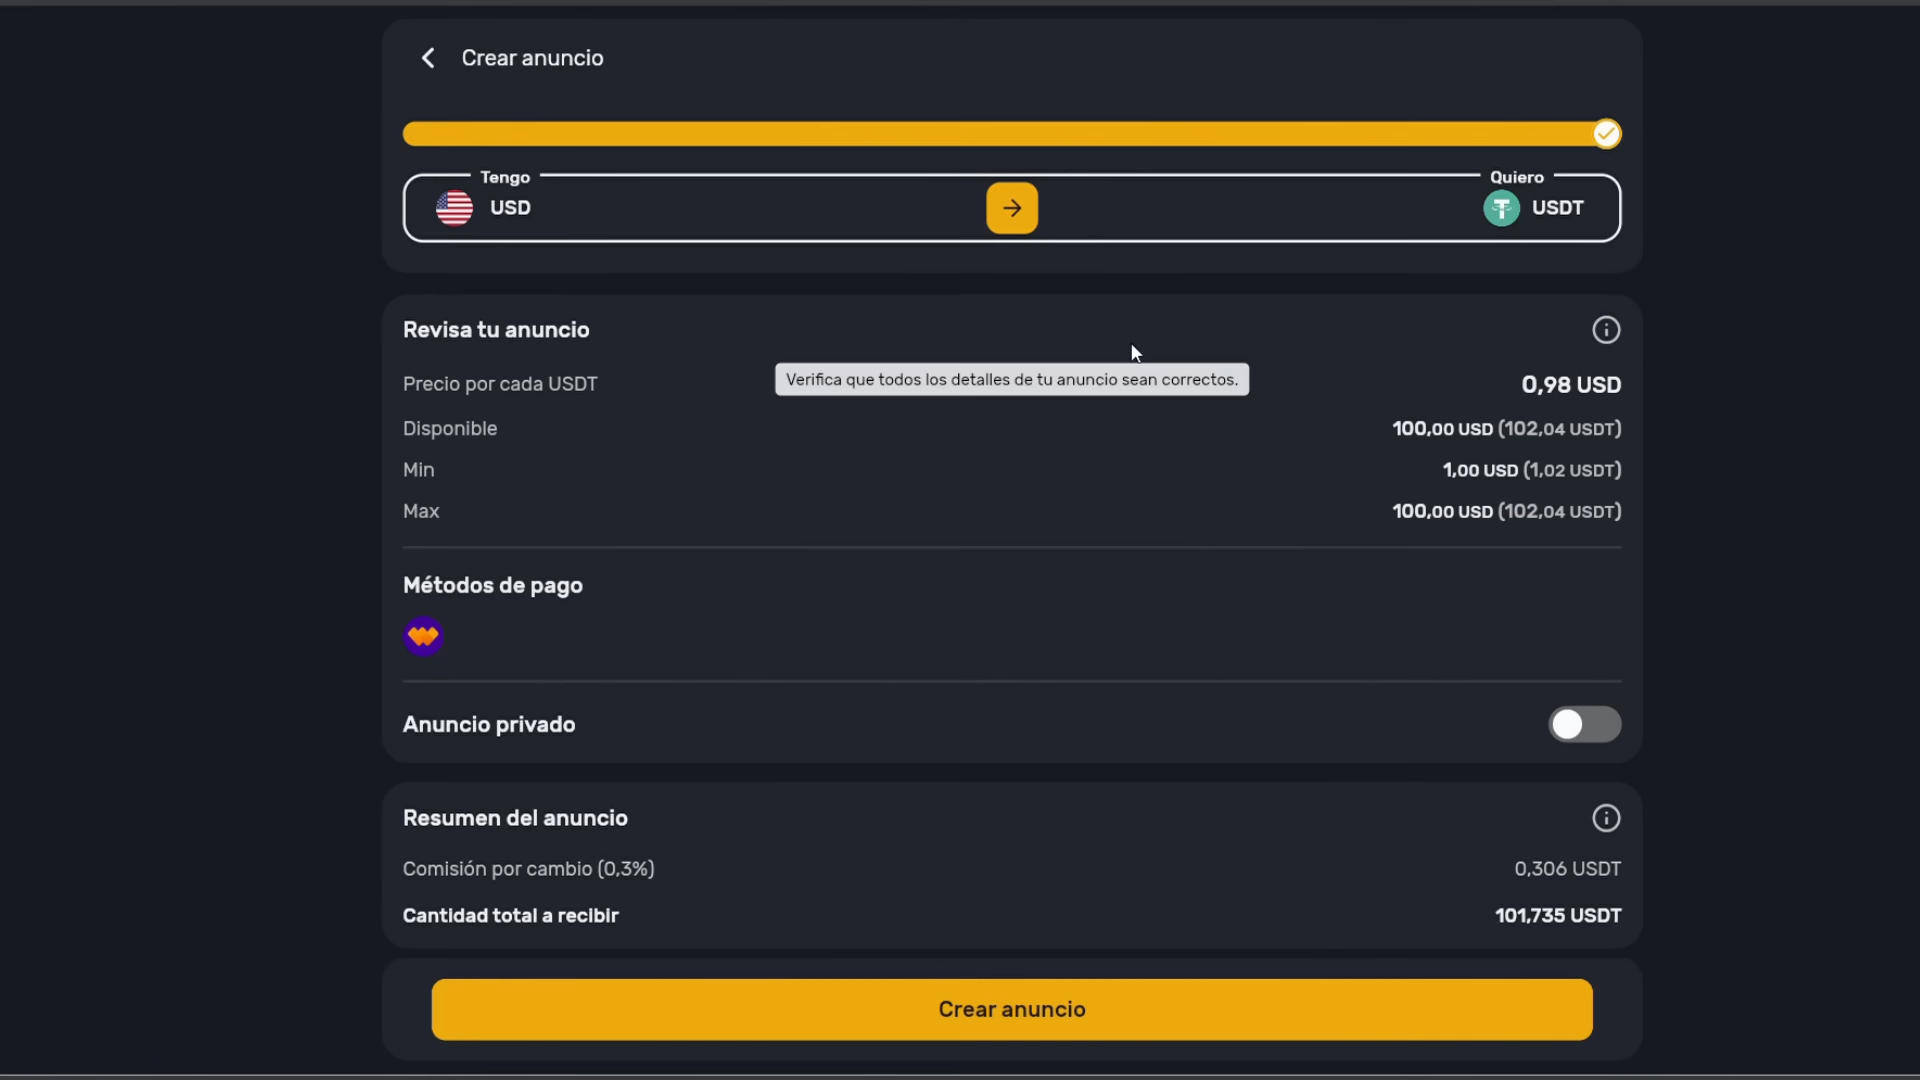 Crear anuncio
Tengo
Quiero
USD
USDT
Revisa tu anuncio
Precio por cada USDT
Verifica que todos los detalles de tu anuncio sean correctos.
0,98 USD
Disponible
100,00 USD (102,04 USDT)
Min
1,00 USD (1,02 USDT)
Max
100,00 USD (102,04 USDT)
Métodos de pago
Anuncio privado
Resumen del anuncio
Comisión por cambio (0,3%)
0,306 USDT
Cantidad total a recibir
101,735 USDT
Crear anuncio